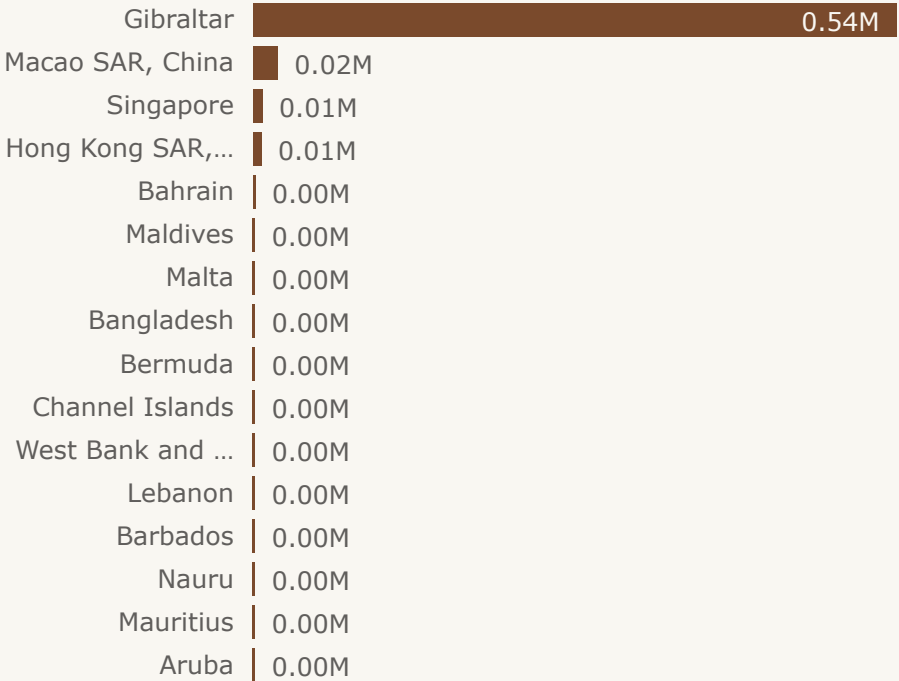 Gibraltar 0.54M
Macao SAR, China 0.02M
Singapore 0.01M
Hong Kong SAR,... 0.01M
Bahrain 0.00M
Maldives 0.00M
Malta 0.00M
Bangladesh 0.00M
Bermuda 0.00M
Channel Islands 0.00M
West Bank and ... 0.00M
Lebanon 0.00M
Barbados 0.00M
Nauru 0.00M
Mauritius 0.00M
Aruba 0.00M